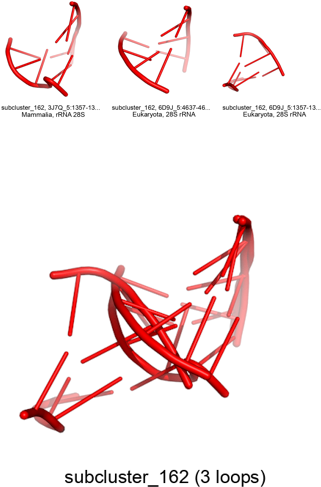 subcluster_162, 3J7Q_5:1357-13...
Mammalia, rRNA 28S
subcluster_162, 6D9J_5:4637-46...
Eukaryota, 28S rRNA
subcluster_162, 6D9J_5:1357-13...
Eukaryota, 28S rRNA
subcluster_162 (3 loops)